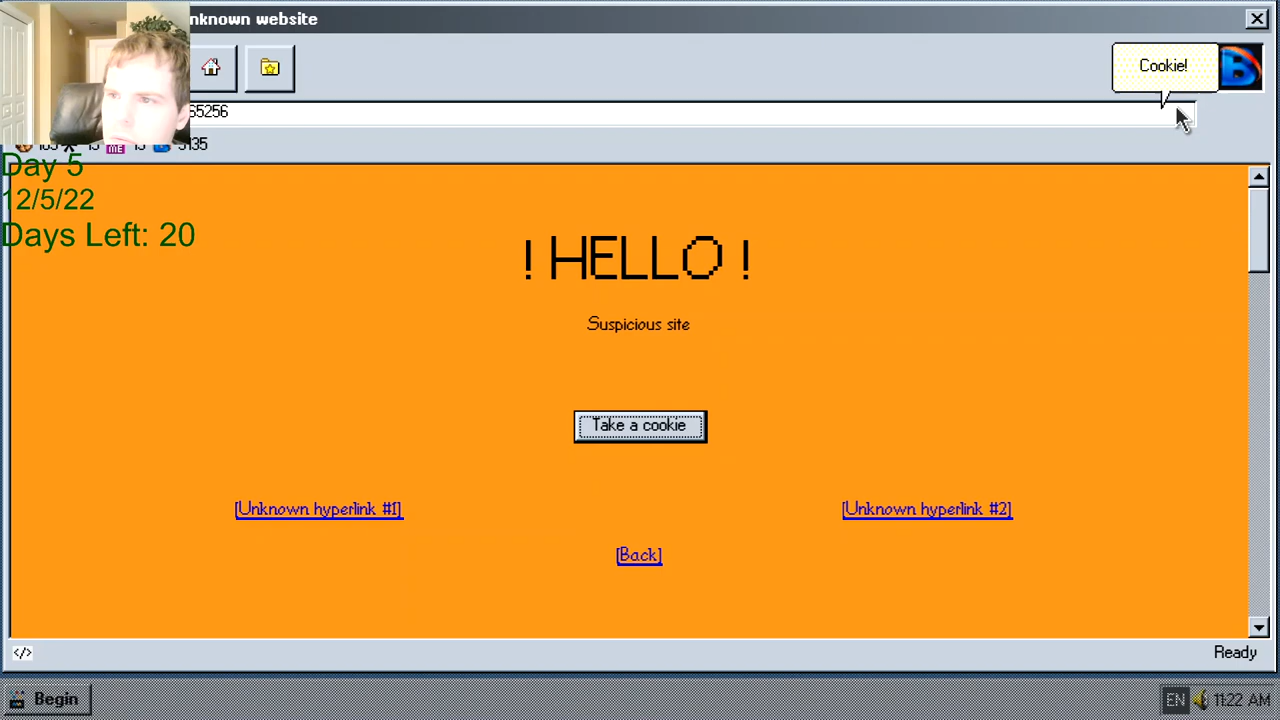 nknown website
Cookie!
65256
Day 5
12/5/22
Days Left: 20
! HELLO !
Suspicious site
Take a cookie
[Unknown hyperlink #1]
[Unknown hyperlink #2]
[Back]
</>
Ready
Begin
EN
11:22 AM